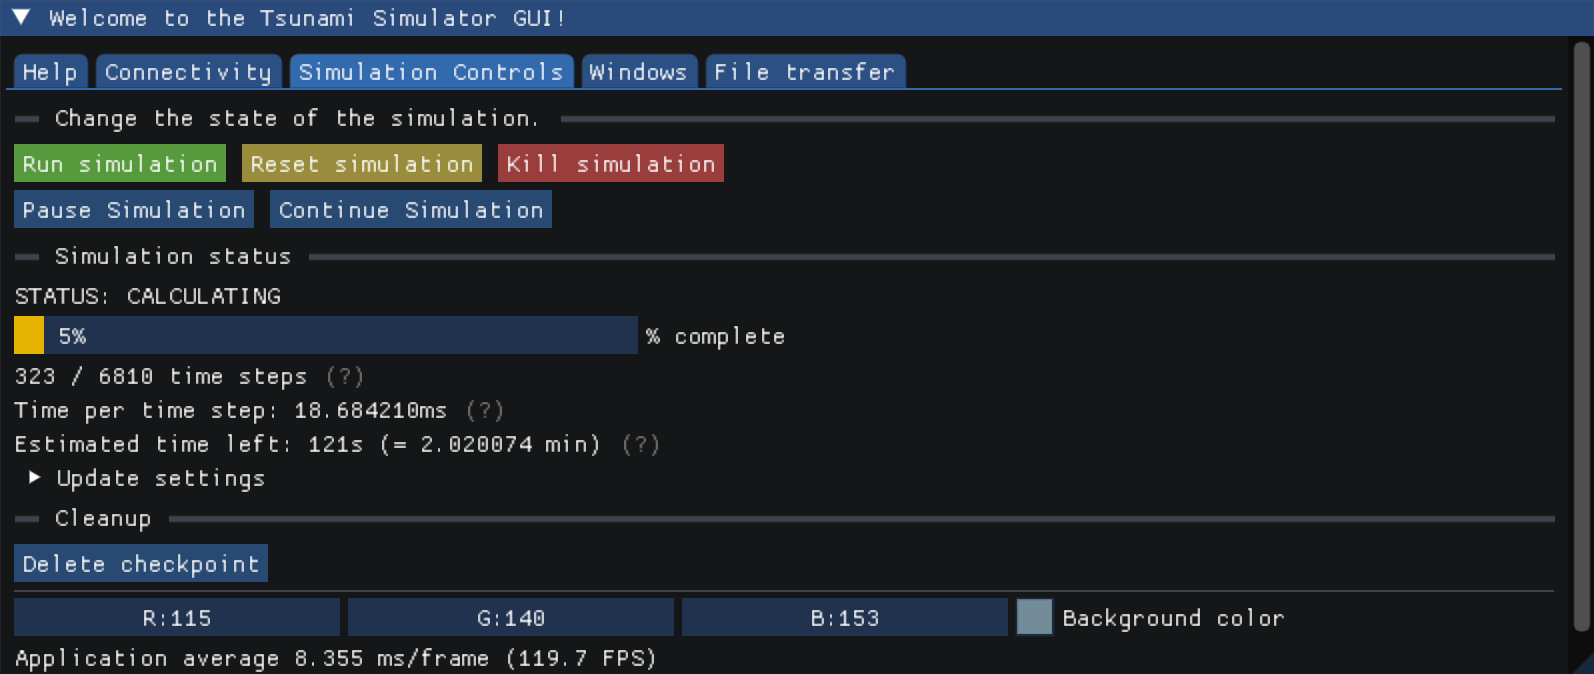 Welcome to the Tsunami Simulator GUI!
Help Connectivity Simulation Controls Windows File transfer
Change the state of the simulation.
Run simulation Reset simulation Kill simulation
Pause Simulation Continue Simulation
Simulation status
STATUS: CALCULATING
5% % complete
323 / 6810 time steps (?)
Time per time step: 18.684210ms (?)
Estimated time left: 121s (= 2.020074 min) (?)
Update settings
Cleanup
Delete checkpoint
R:115 G:140 B:153 Background color
Application average 8.355 ms/frame (119.7 FPS)